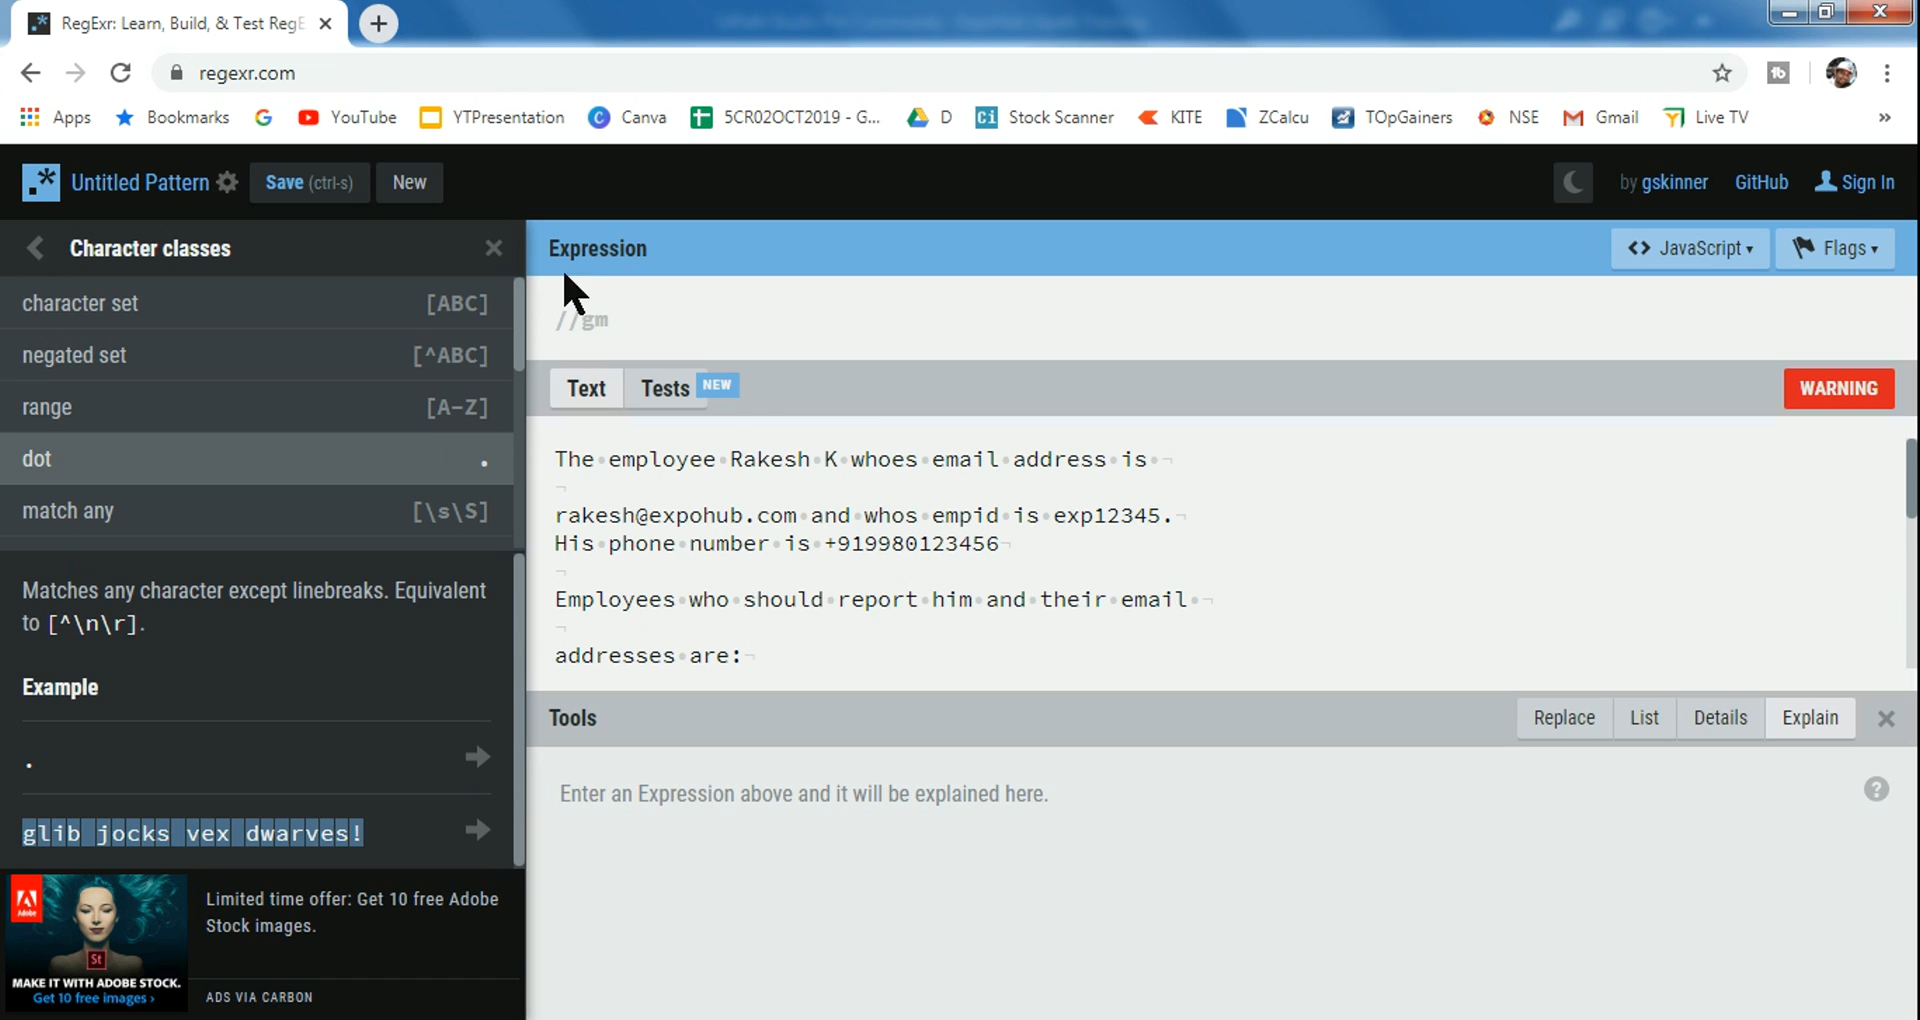 RegExr: Learn, Build, & Test RegE
regexr.com
Apps Bookmarks YouTube YTPresentation Canva 5CR02OCT2019 - G... D Stock Scanner KITE ZCalcu TOpGainers NSE Gmail Live TV »
.* Untitled Pattern Save (ctrl-s) New by gskinner GitHub Sign In
Character classes
character set [ABC]
negated set [^ABC]
range [A-Z]
dot .
match any [\s\S]
Matches any character except linebreaks. Equivalent
to [^\n\r].
Example
.
glib jocks vex dwarves!
Adobe
St
MAKE IT WITH ADOBE STOCK.
Get 10 free images ›
Limited time offer: Get 10 free Adobe
Stock images.
ADS VIA CARBON
Expression <> JavaScript Flags
//gm
Text Tests NEW WARNING
The employee Rakesh K whoes email address is
rakesh@expohub.com and whos empid is exp12345.
His phone number is +919980123456
Employees who should report him and their email
addresses are:
Tools Replace List Details Explain
Enter an Expression above and it will be explained here. ?